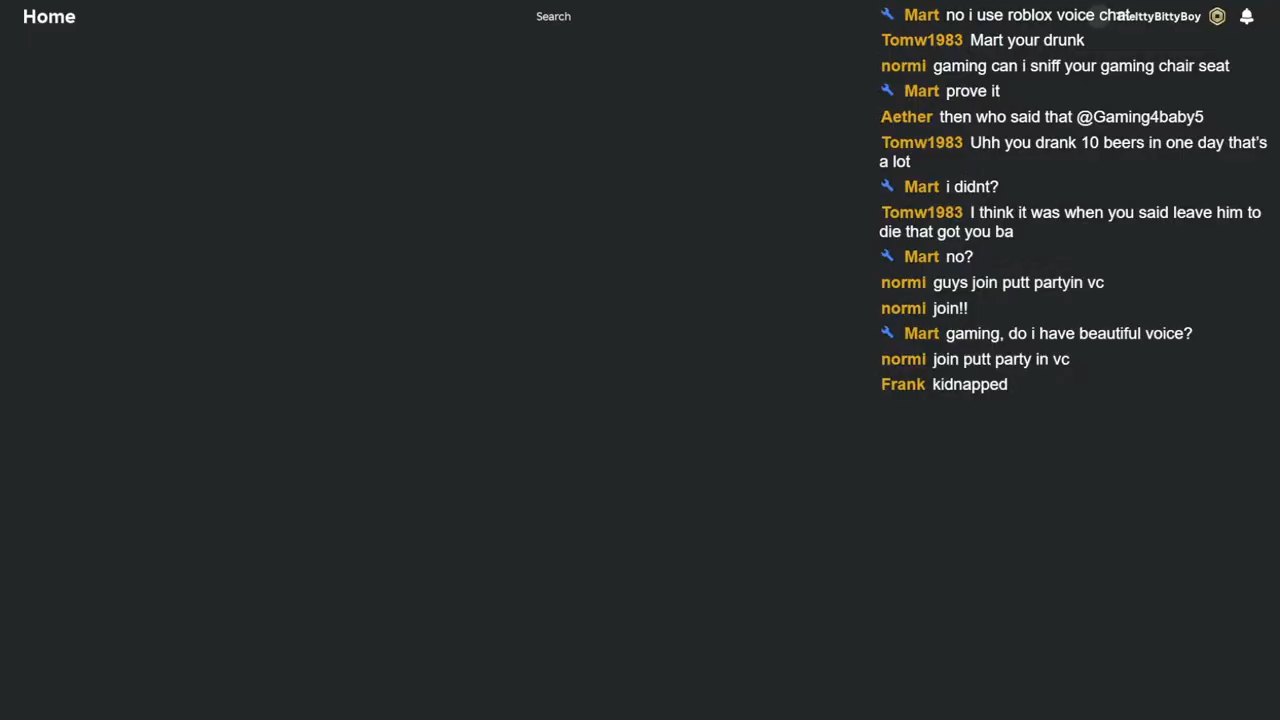 Home
Search
Mart no i use roblox voice chat
IttyBittyBoy
Tomw1983 Mart your drunk
normi gaming can i sniff your gaming chair seat
Mart prove it
Aether then who said that @Gaming4baby5
Tomw1983 Uhh you drank 10 beers in one day that's
a lot
Mart i didnt?
Tomw1983 I think it was when you said leave him to
die that got you ba
Mart no?
normi guys join putt partyin vc
normi join!!
Mart gaming, do i have beautiful voice?
normi join putt party in vc
Frank kidnapped